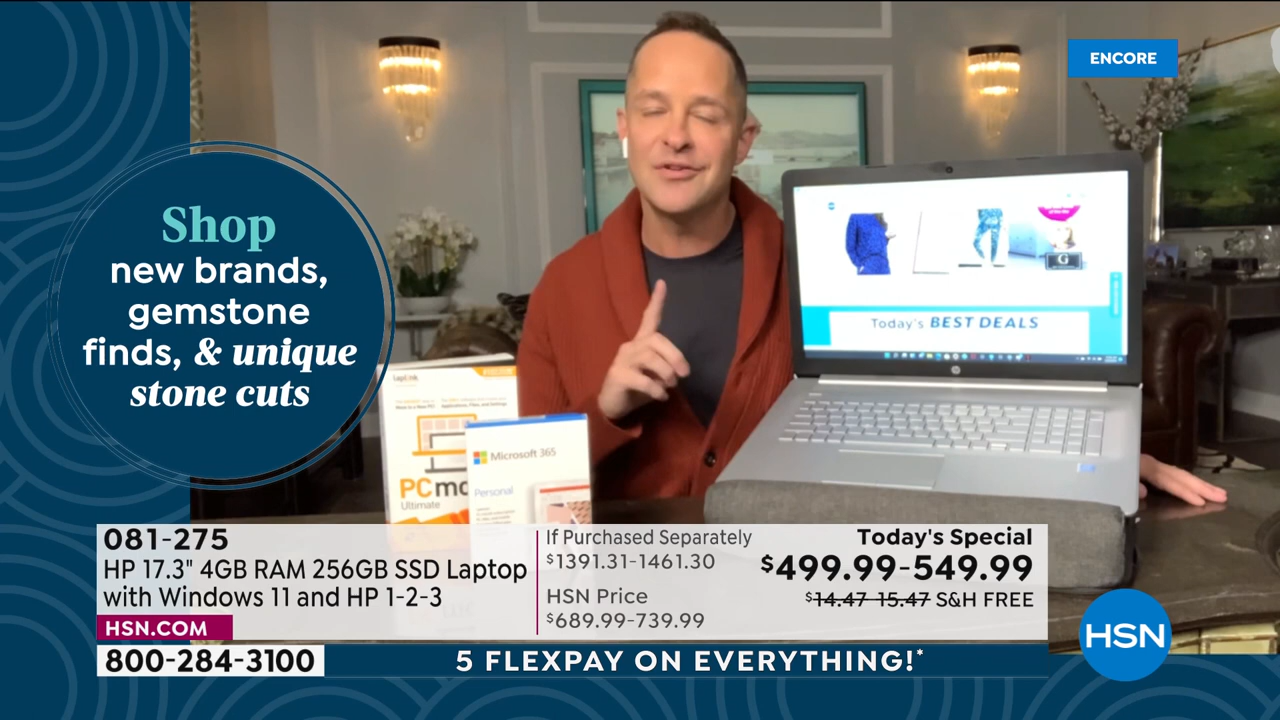 ENCORE
Shop
new brands,
gemstone
finds, & unique
stone cuts
Today's BEST DEALS
hp
G
Laplink
PCmo
Ultimate
Microsoft 365
Personal
081-275
HP 17.3" 4GB RAM 256GB SSD Laptop
with Windows 11 and HP 1-2-3
HSN.COM
800-284-3100
If Purchased Separately
$1391.31-1461.30
HSN Price
$689.99-739.99
Today's Special
$499.99-549.99
$14.47-15.47 S&H FREE
5 FLEXPAY ON EVERYTHING!*
HSN